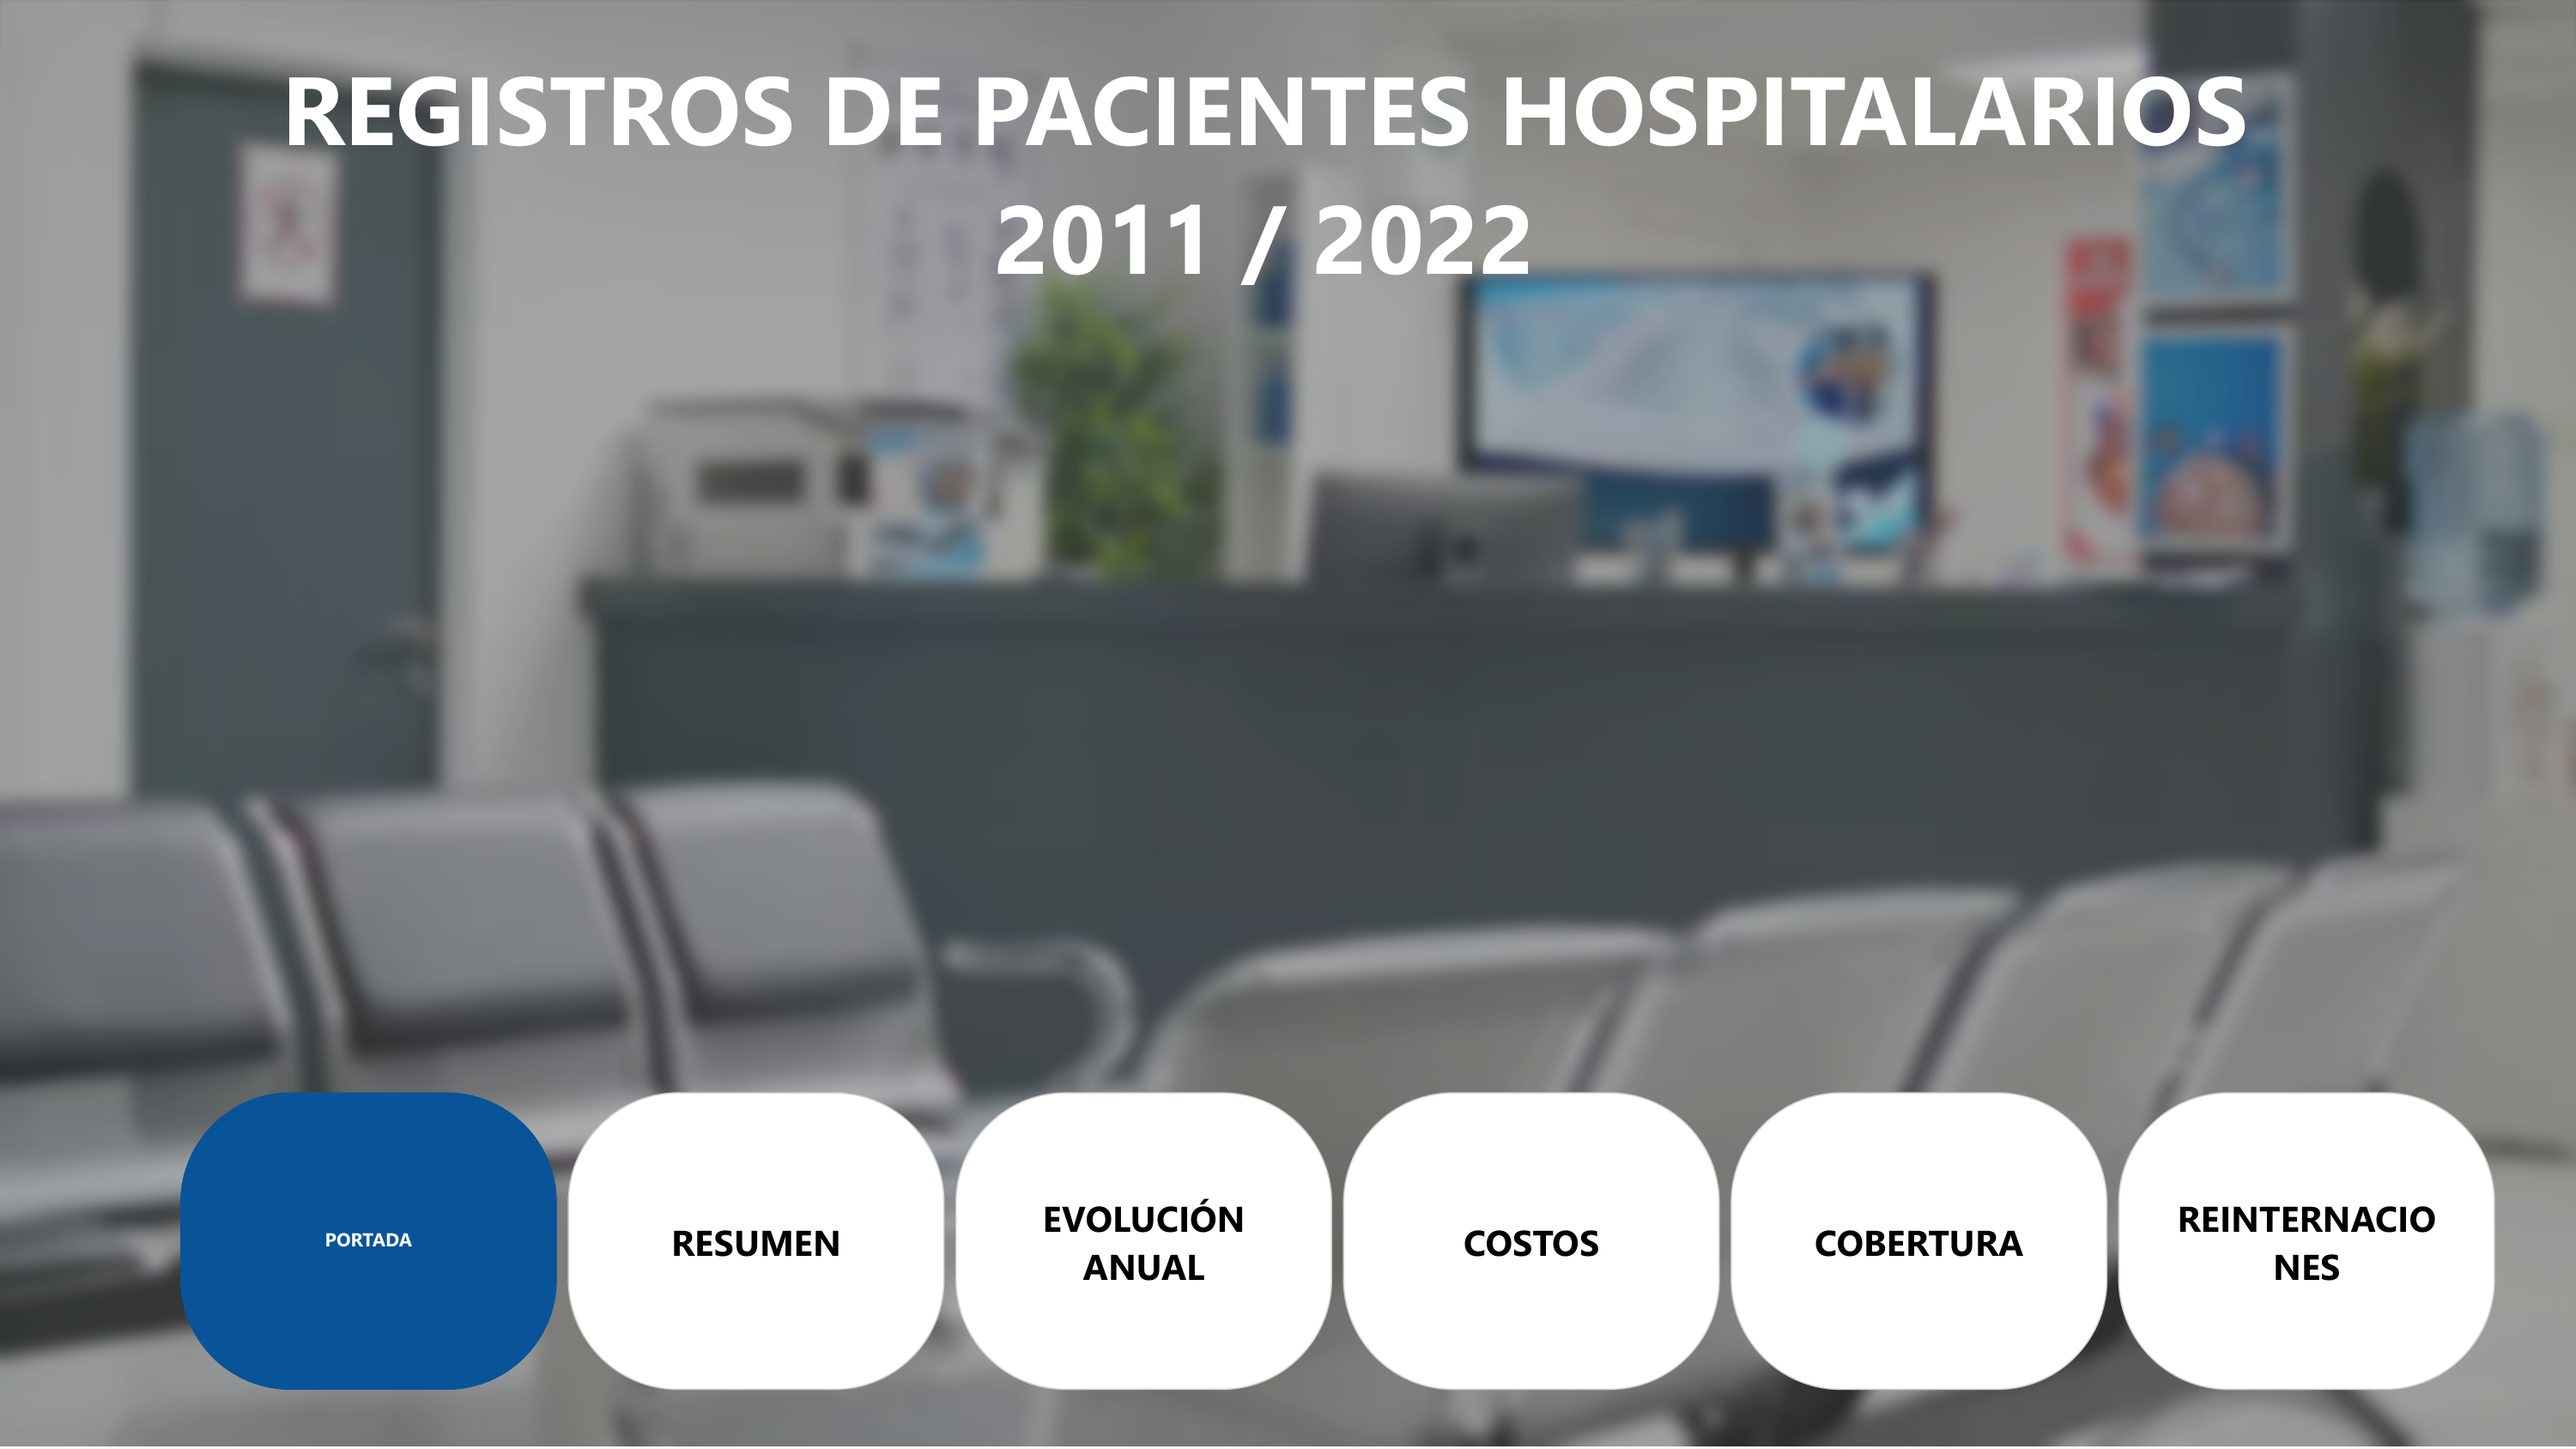 REGISTROS DE PACIENTES HOSPITALARIOS
2011 / 2022
PORTADA
RESUMEN
EVOLUCIÓN
ANUAL
COSTOS
COBERTURA
REINTERNACIO
NES